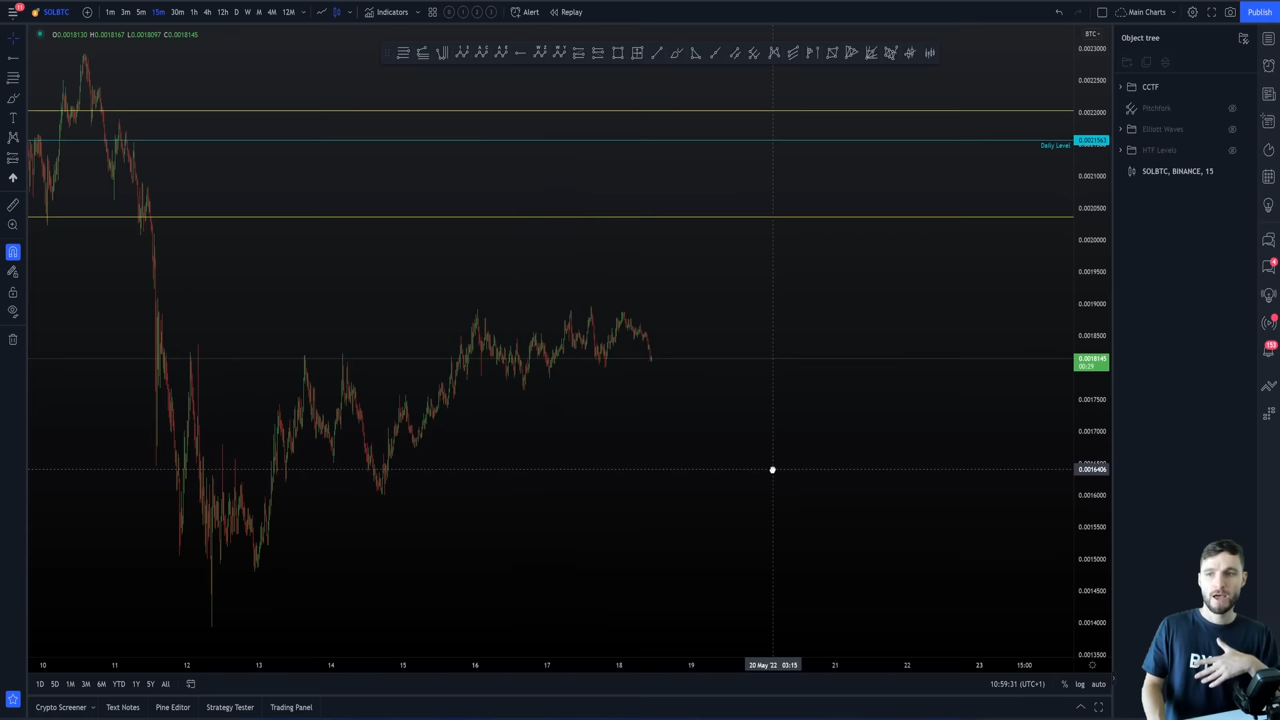 11
SOLBTC
1m 3m 5m 15m 30m 1h 4h 12h D W M 4M 12M
Indicators
Alert
Replay
Main Charts
Publish
O0.0018130 H0.0018167 L0.0018097 C0.0018145
BTC
Object tree
0.0023000
0.0022500
CCTF
0.0022000
Pitchfork
Elliott Waves
0.0021563
Daily Level
HTF Levels
SOLBTC, BINANCE, 15
0.0021000
0.0020500
0.0020000
0.0019500
4
0.0019000
0.0018500
153
0.0018145
00:29
0.0017500
0.0017000
0.0016406
0.0016000
0.0015500
0.0015000
0.0014500
0.0014000
0.0013500
10 11 12 13 14 15 16 17 18 19 20 May '22 03:15 21 22 23 15:00
1D 5D 1M 3M 6M YTD 1Y 5Y All
10:59:31 (UTC+1)
% log auto
Crypto Screener
Text Notes
Pine Editor
Strategy Tester
Trading Panel